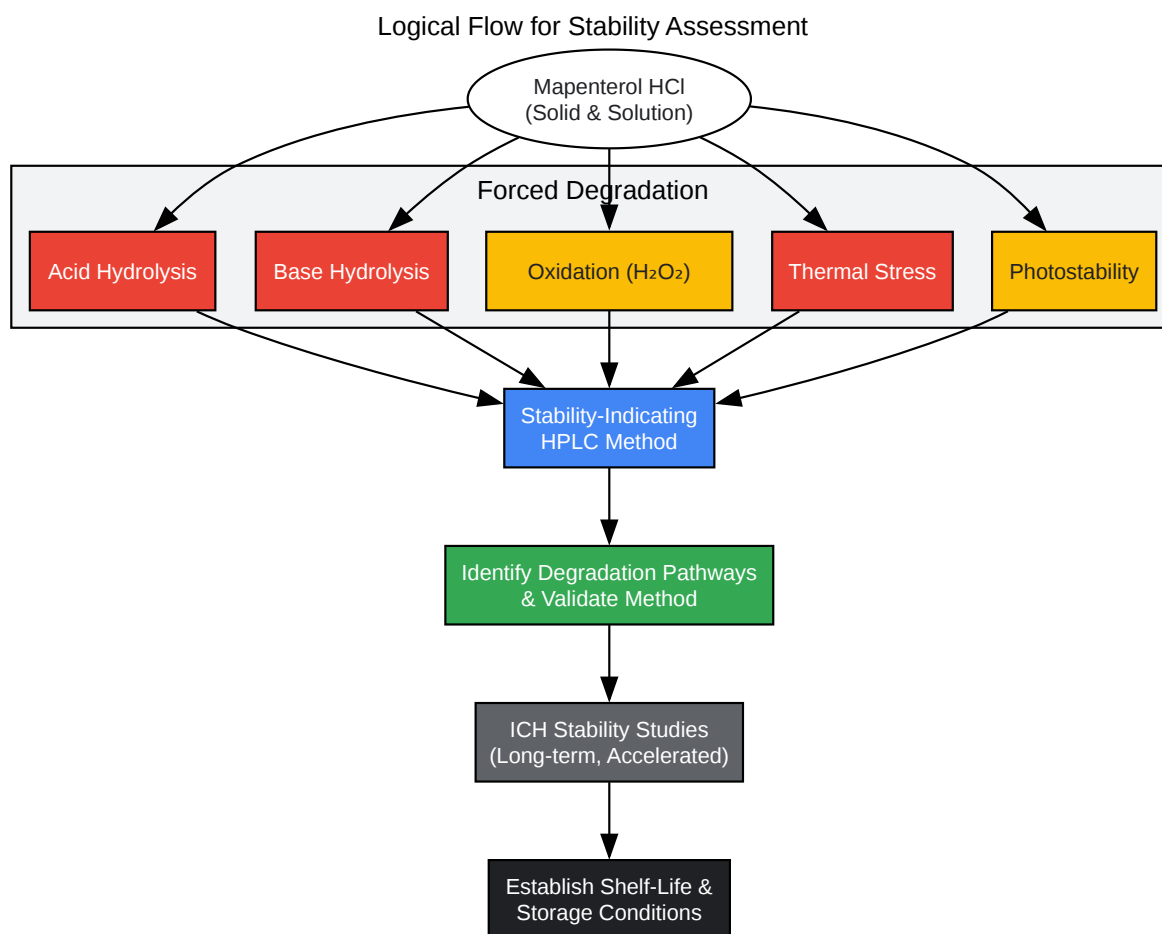 Logical Flow for Stability Assessment
Mapenterol HCl
(Solid & Solution)
Forced Degradation
Acid Hydrolysis
Base Hydrolysis
Oxidation (H₂O₂)
Thermal Stress
Photostability
Stability-Indicating
HPLC Method
Identify Degradation Pathways
& Validate Method
ICH Stability Studies
(Long-term, Accelerated)
Establish Shelf-Life &
Storage Conditions